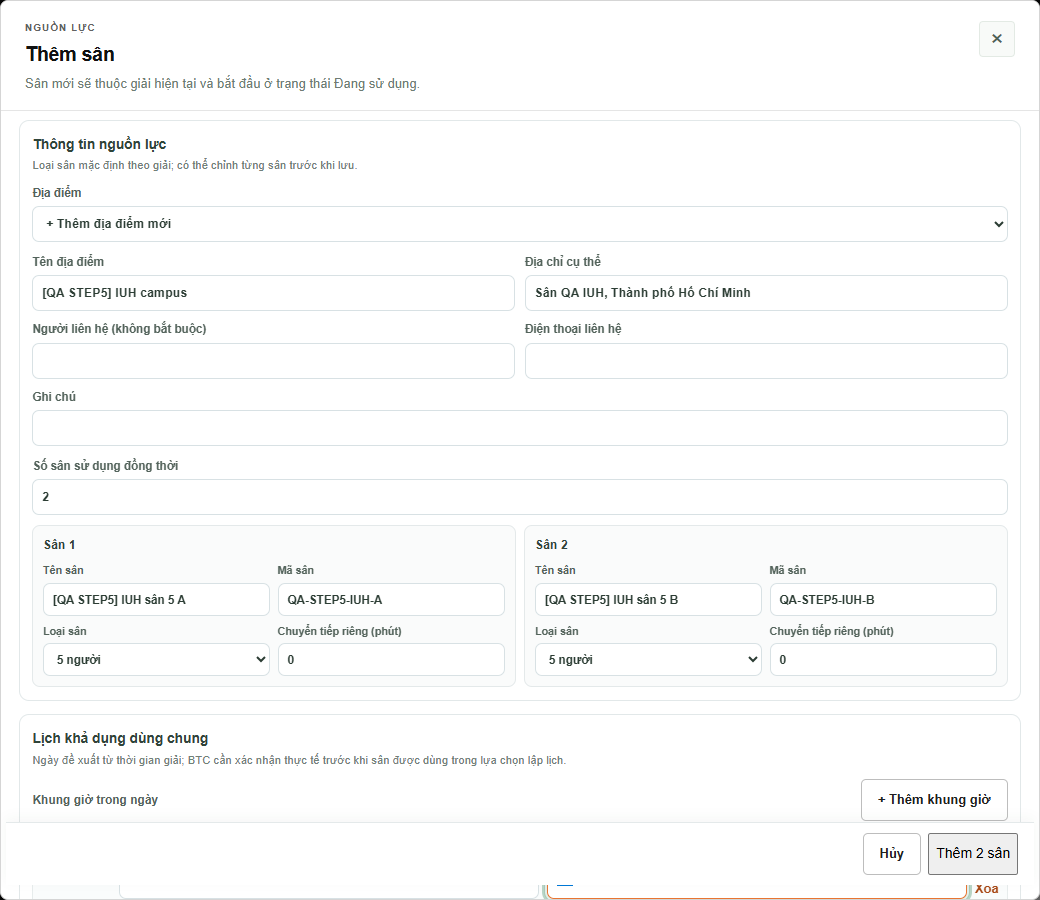 NGUỒN LỰC
Thêm sân
Sân mới sẽ thuộc giải hiện tại và bắt đầu ở trạng thái Đang sử dụng.
×
Thông tin nguồn lực
Loại sân mặc định theo giải; có thể chỉnh từng sân trước khi lưu.
Địa điểm
+ Thêm địa điểm mới
Tên địa điểm Địa chỉ cụ thể
[QA STEP5] IUH campus Sân QA IUH, Thành phố Hồ Chí Minh
Người liên hệ (không bắt buộc) Điện thoại liên hệ
Ghi chú
Số sân sử dụng đồng thời
2
Sân 1 Sân 2
Tên sân Mã sân Tên sân Mã sân
[QA STEP5] IUH sân 5 A QA-STEP5-IUH-A [QA STEP5] IUH sân 5 B QA-STEP5-IUH-B
Loại sân Chuyển tiếp riêng (phút) Loại sân Chuyển tiếp riêng (phút)
5 người 0 5 người 0
Lịch khả dụng dùng chung
Ngày đề xuất từ thời gian giải; BTC cần xác nhận thực tế trước khi sân được dùng trong lựa chọn lập lịch.
Khung giờ trong ngày + Thêm khung giờ
Hủy Thêm 2 sân
Xóa